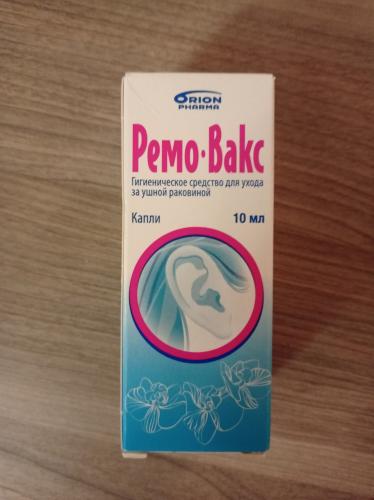 ORION
PHARMA
Ремо·Вакс
Гигиеническое средство для ухода
за ушной раковиной
Капли 10 мл